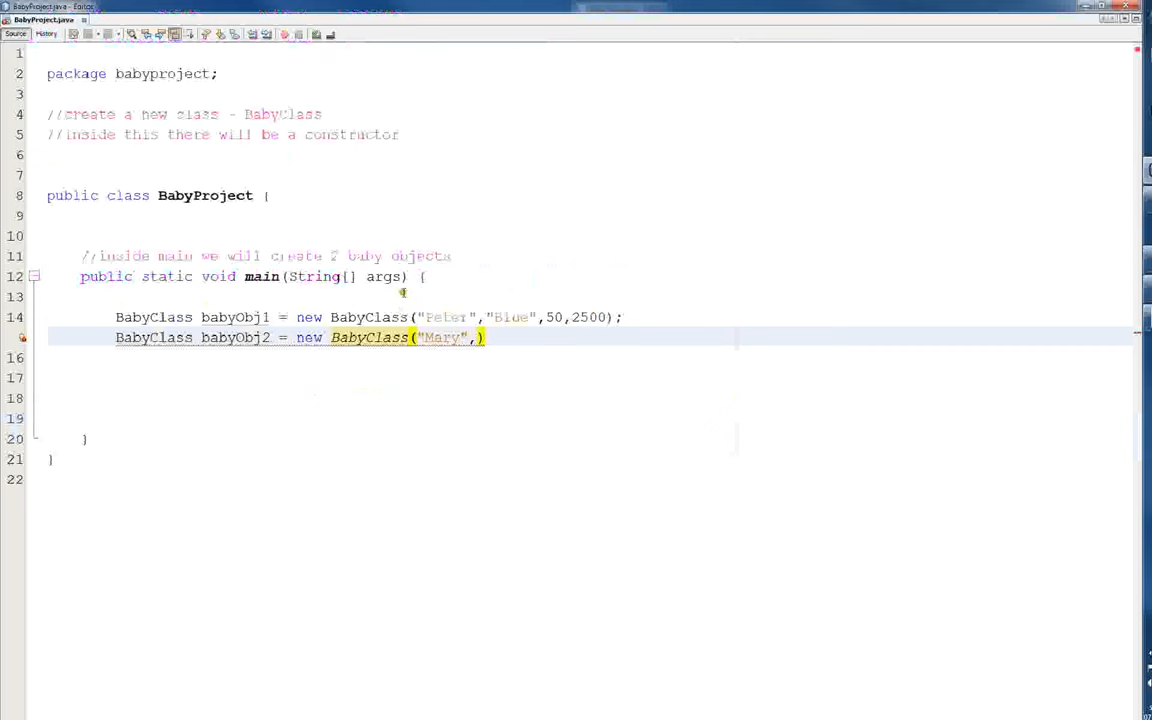 BabyProject.java - Editor
BabyProject.java
Source History
1
2 package babyproject;
3
4 //create a new class - BabyClass
5 //inside this there will be a constructor
6
7
8 public class BabyProject {
9
10
11 //inside main we will create 2 baby objects
12 public static void main(String[] args) {
13
14 BabyClass babyObj1 = new BabyClass("Peter","Blue",50,2500);
BabyClass babyObj2 = new BabyClass("Mary",)
16
17
18
19
20 }
21 }
22